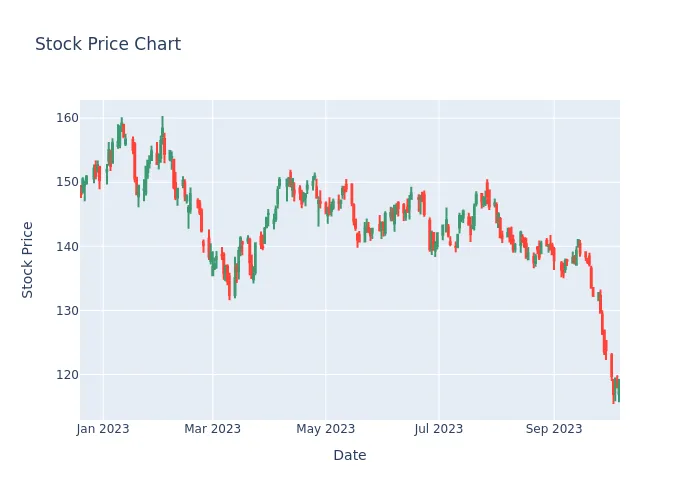 Stock Price Chart
160
150
140
130
120
Stock Price
Jan 2023
Mar 2023
May 2023
Jul 2023
Sep 2023
Date